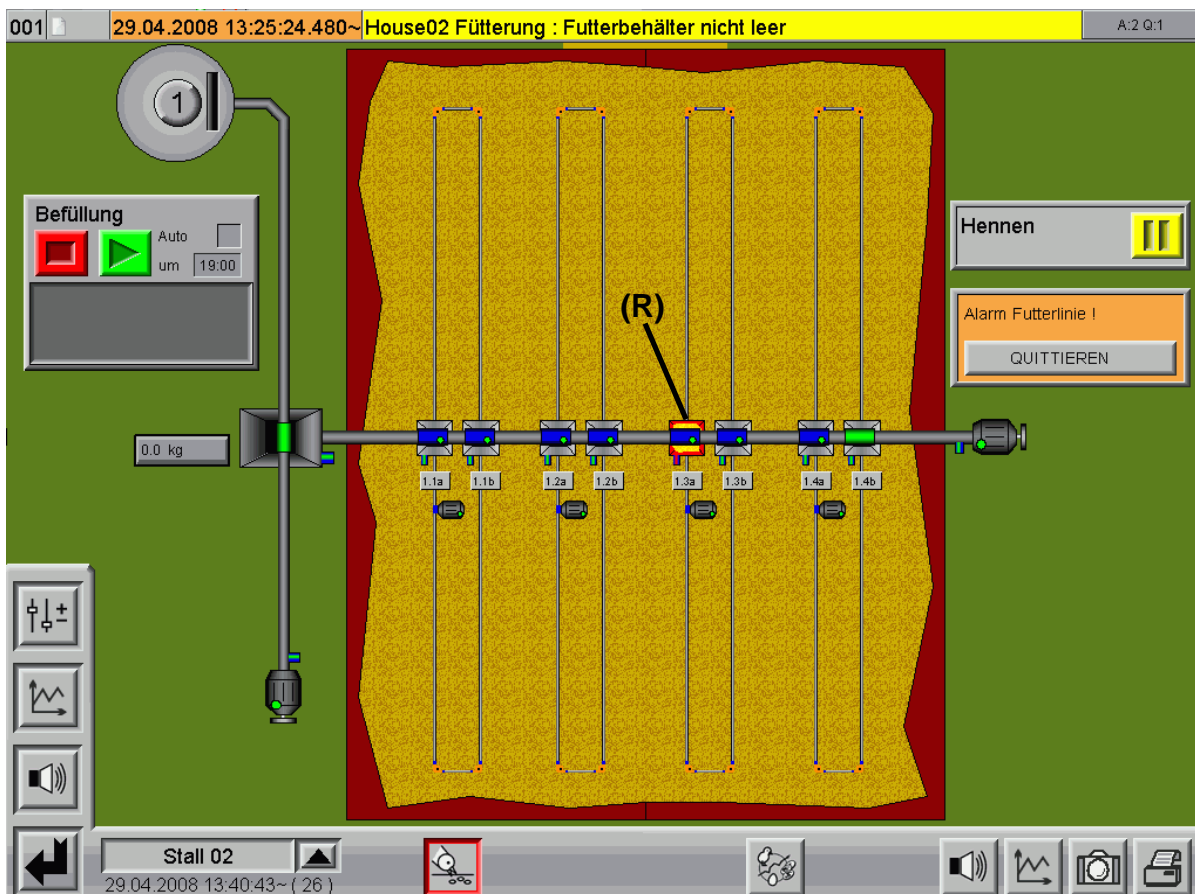 001 29.04.2008 13:25:24.480~ House02 Fütterung : Futterbehälter nicht leer A:2 Q:1
1
Befüllung
Auto
um 19:00
Hennen
(R)
Alarm Futterlinie !
QUITTIEREN
0.0 kg
1.1a 1.1b 1.2a 1.2b 1.3a 1.3b 1.4a 1.4b
Stall 02
29.04.2008 13:40:43~ ( 26 )